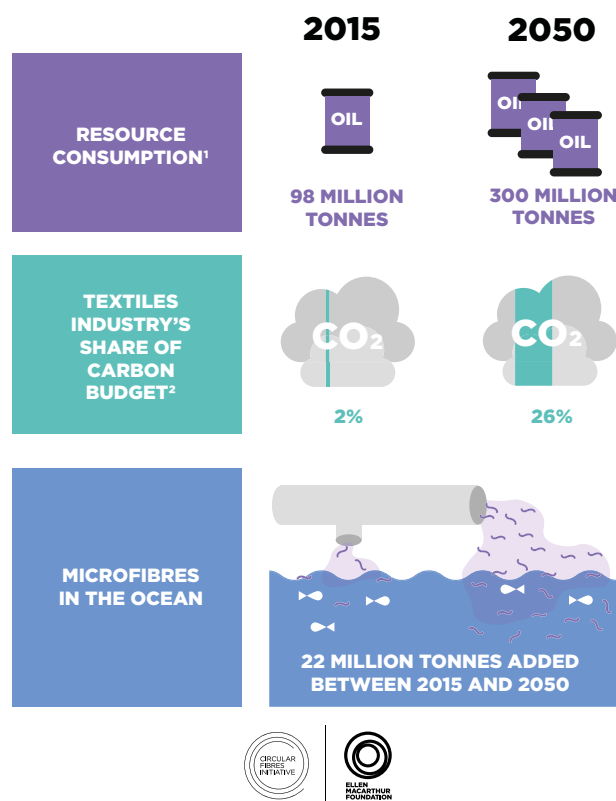 2015
2050
RESOURCE
CONSUMPTION¹
OIL
OIL
OIL
OIL
98 MILLION
TONNES
300 MILLION
TONNES
TEXTILES
INDUSTRY'S
SHARE OF
CARBON
BUDGET²
CO₂
CO₂
2%
26%
MICROFIBRES
IN THE OCEAN
22 MILLION TONNES ADDED
BETWEEN 2015 AND 2050
CIRCULAR
FIBRES
INITIATIVE
ELLEN
MACARTHUR
FOUNDATION